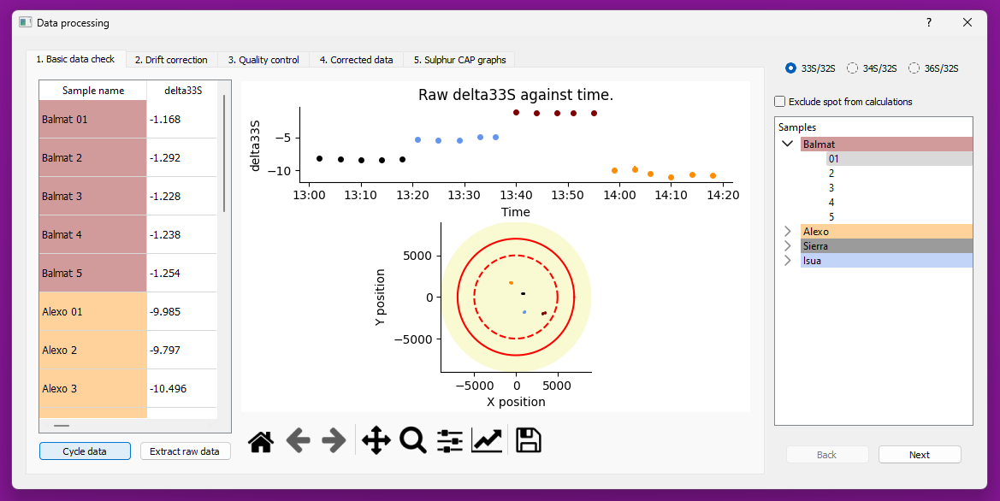 Data processing
?
1. Basic data check
2. Drift correction
3. Quality control
4. Corrected data
5. Sulphur CAP graphs
33S/32S
34S/32S
36S/32S
Exclude spot from calculations
Sample name delta33S
Balmat 01 -1.168
Balmat 2 -1.292
Balmat 3 -1.228
Balmat 4 -1.238
Balmat 5 -1.254
Alexo 01 -9.985
Alexo 2 -9.797
Alexo 3 -10.496
Cycle data
Extract raw data
Raw delta33S against time.
delta33S
−5
−10
13:00 13:10 13:20 13:30 13:40 13:50 14:00 14:10 14:20
Time
Y position
5000
0
−5000
−5000 0 5000
X position
Samples
Balmat
01
2
3
4
5
Alexo
Sierra
Isua
Back
Next